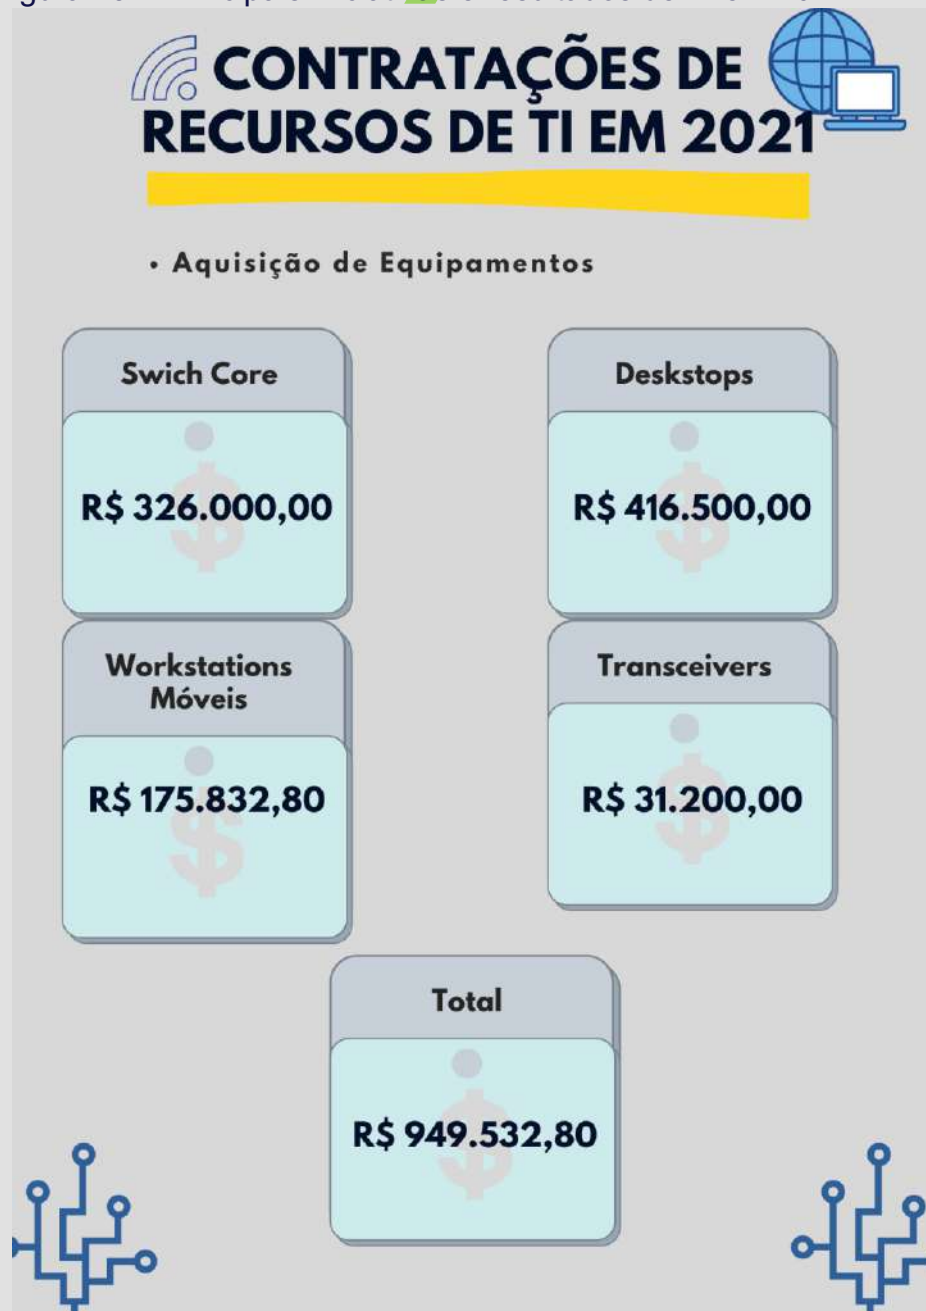 CONTRATAÇÕES DE
RECURSOS DE TI EM 2021
• Aquisição de Equipamentos
Swich Core
R$ 326.000,00
Deskstops
R$ 416.500,00
Workstations
Móveis
R$ 175.832,80
Transceivers
R$ 31.200,00
Total
R$ 949.532,80